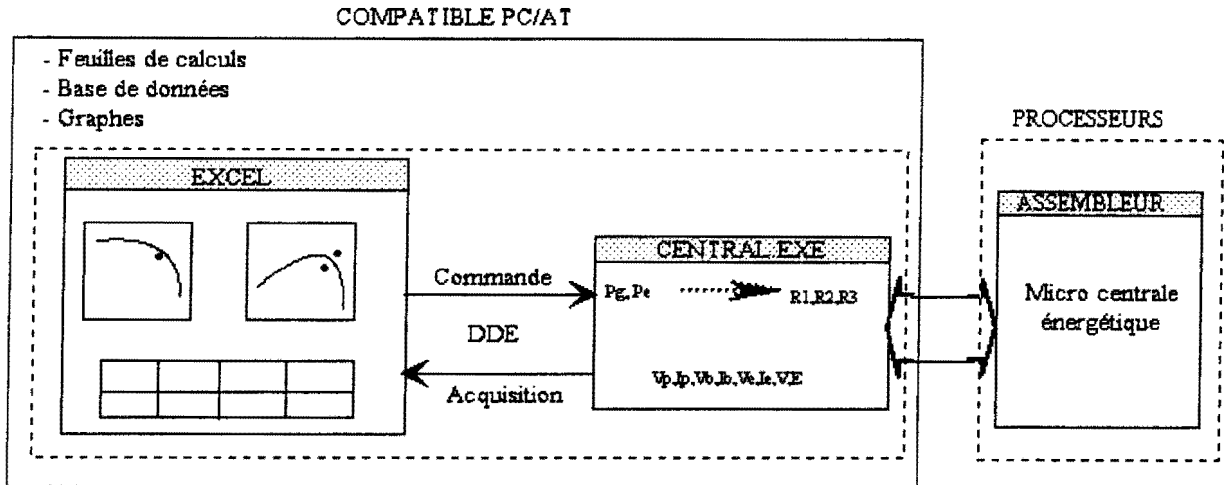 COMPATIBLE PC/AT
- Feuilles de calculs
- Base de données
- Graphes
PROCESSEURS
EXCEL
ASSEMBLEUR
CENTRAL.EXE
Commande
Pg, Pe
R1,R2,R3
Micro centrale
énergétique
DDE
Vp,Ip,Vb,Ib,Ve,Ie,V,E
Acquisition